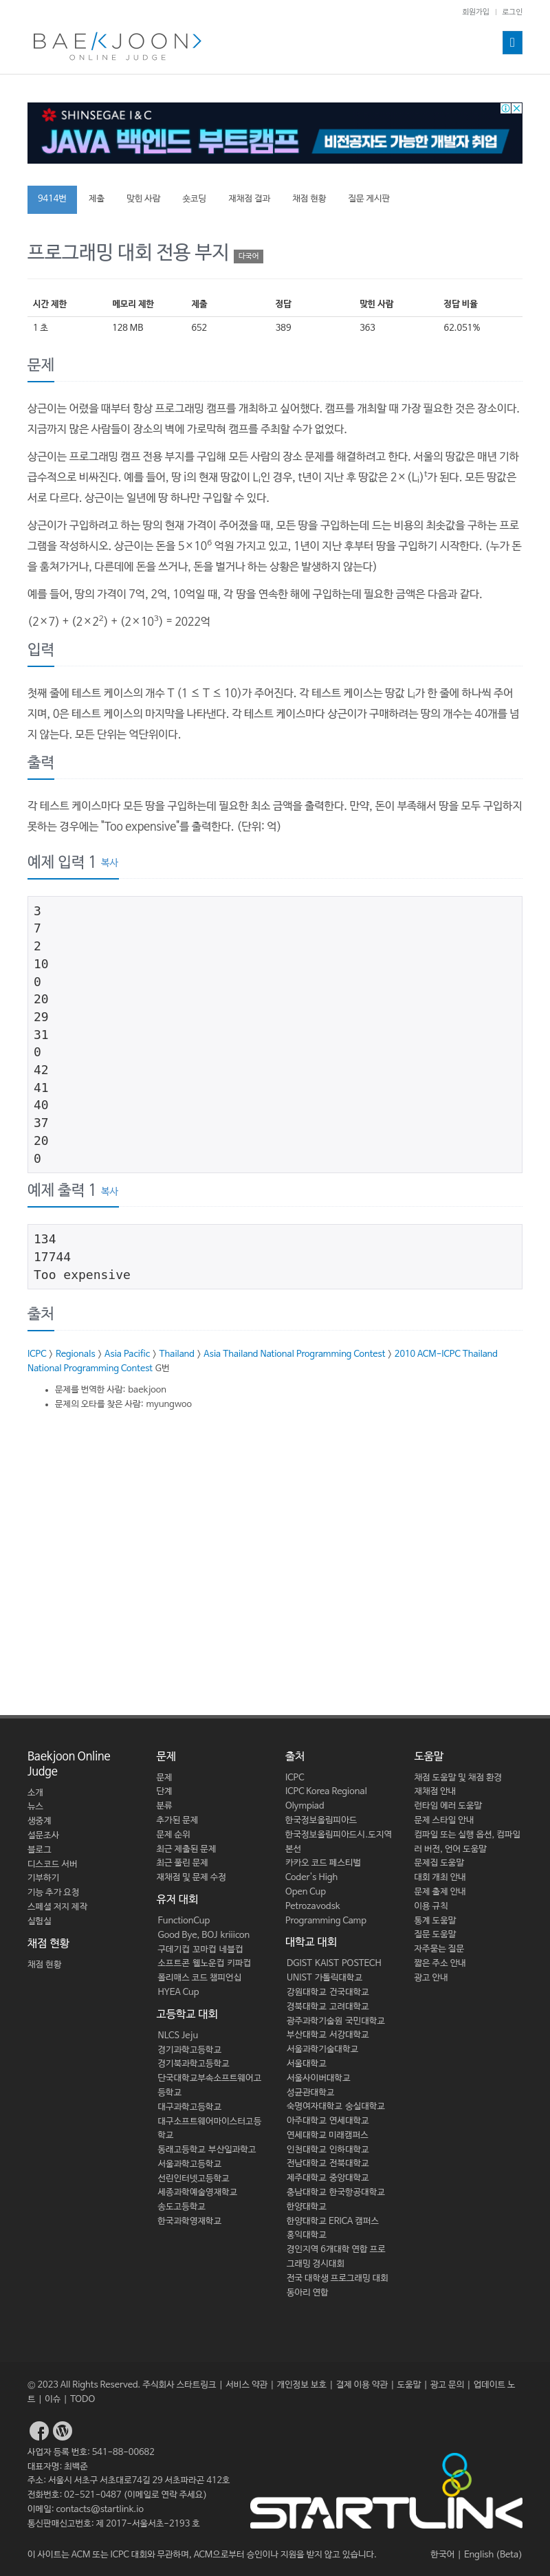 회원가입 | 로그인
BAEKJOON
ONLINE JUDGE
SHINSEGAE I&C
JAVA 백엔드 부트캠프 비전공자도 가능한 개발자 취업
9414번 제출 맞힌 사람 숏코딩 재채점 결과 채점 현황 질문 게시판
프로그래밍 대회 전용 부지 다국어
시간 제한 메모리 제한 제출 정답 맞힌 사람 정답 비율
1 초 128 MB 652 389 363 62.051%
문제
상근이는 어렸을 때부터 항상 프로그래밍 캠프를 개최하고 싶어했다. 캠프를 개최할 때 가장 필요한 것은 장소이다.
지금까지 많은 사람들이 장소의 벽에 가로막혀 캠프를 주최할 수가 없었다.
상근이는 프로그래밍 캠프 전용 부지를 구입해 모든 사람의 장소 문제를 해결하려고 한다. 서울의 땅값은 매년 기하
급수적으로 비싸진다. 예를 들어, 땅 i의 현재 땅값이 Lᵢ인 경우, t년이 지난 후 땅값은 2×(Lᵢ)ᵗ가 된다. 모든 땅값은
서로 다르다. 상근이는 일년에 땅 하나만 구입할 수 있다.
상근이가 구입하려고 하는 땅의 현재 가격이 주어졌을 때, 모든 땅을 구입하는데 드는 비용의 최솟값을 구하는 프로
그램을 작성하시오. 상근이는 돈을 5×10⁶ 억원 가지고 있고, 1년이 지난 후부터 땅을 구입하기 시작한다. (누가 돈
을 훔쳐가거나, 다른데에 돈을 쓰거나, 돈을 벌거나 하는 상황은 발생하지 않는다)
예를 들어, 땅의 가격이 7억, 2억, 10억일 때, 각 땅을 연속한 해에 구입하는데 필요한 금액은 다음과 같다.
(2×7) + (2×2²) + (2×10³) = 2022억
입력
첫째 줄에 테스트 케이스의 개수 T (1 ≤ T ≤ 10)가 주어진다. 각 테스트 케이스는 땅값 Lᵢ가 한 줄에 하나씩 주어
지며, 0은 테스트 케이스의 마지막을 나타낸다. 각 테스트 케이스마다 상근이가 구매하려는 땅의 개수는 40개를 넘
지 않는다. 모든 단위는 억단위이다.
출력
각 테스트 케이스마다 모든 땅을 구입하는데 필요한 최소 금액을 출력한다. 만약, 돈이 부족해서 땅을 모두 구입하지
못하는 경우에는 "Too expensive"를 출력한다. (단위: 억)
예제 입력 1 복사
3
7
2
10
0
20
29
31
0
42
41
40
37
20
0
예제 출력 1 복사
134
17744
Too expensive
출처
ICPC > Regionals > Asia Pacific > Thailand > Asia Thailand National Programming Contest > 2010 ACM-ICPC Thailand
National Programming Contest G번
• 문제를 번역한 사람: baekjoon
• 문제의 오타를 찾은 사람: myungwoo
Baekjoon Online
Judge
소개
뉴스
생중계
설문조사
블로그
디스코드 서버
기부하기
기능 추가 요청
스페셜 저지 제작
실험실
채점 현황
채점 현황
문제
문제
단계
분류
추가된 문제
문제 순위
최근 제출된 문제
최근 풀린 문제
재채점 및 문제 수정
유저 대회
FunctionCup
Good Bye, BOJ kriiicon
구데기컵 꼬마컵 네블컵
소프트콘 웰노운컵 키파컵
폴리매스 코드 챔피언십
HYEA Cup
고등학교 대회
NLCS Jeju
경기과학고등학교
경기북과학고등학교
단국대학교부속소프트웨어고
등학교
대구과학고등학교
대구소프트웨어마이스터고등
학교
동래고등학교 부산일과학고
서울과학고등학교
선린인터넷고등학교
세종과학예술영재학교
송도고등학교
한국과학영재학교
출처
ICPC
ICPC Korea Regional
Olympiad
한국정보올림피아드
한국정보올림피아드시.도지역
본선
카카오 코드 페스티벌
Coder's High
Open Cup
Petrozavodsk
Programming Camp
대학교 대회
DGIST KAIST POSTECH
UNIST 가톨릭대학교
강원대학교 건국대학교
경북대학교 고려대학교
광주과학기술원 국민대학교
부산대학교 서강대학교
서울과학기술대학교
서울대학교
서울사이버대학교
성균관대학교
숙명여자대학교 숭실대학교
아주대학교 연세대학교
연세대학교 미래캠퍼스
인천대학교 인하대학교
전남대학교 전북대학교
제주대학교 중앙대학교
충남대학교 한국항공대학교
한양대학교
한양대학교 ERICA 캠퍼스
홍익대학교
경인지역 6개대학 연합 프로
그래밍 경시대회
전국 대학생 프로그래밍 대회
동아리 연합
도움말
채점 도움말 및 채점 환경
재채점 안내
런타임 에러 도움말
문제 스타일 안내
컴파일 또는 실행 옵션, 컴파일
러 버전, 언어 도움말
문제집 도움말
대회 개최 안내
문제 출제 안내
이용 규칙
통계 도움말
질문 도움말
자주묻는 질문
짧은 주소 안내
광고 안내
© 2023 All Rights Reserved. 주식회사 스타트링크 | 서비스 약관 | 개인정보 보호 | 결제 이용 약관 | 도움말 | 광고 문의 | 업데이트 노
트 | 이슈 | TODO
사업자 등록 번호: 541-88-00682
대표자명: 최백준
주소: 서울시 서초구 서초대로74길 29 서초파라곤 412호
전화번호: 02-521-0487 (이메일로 연락 주세요)
이메일: contacts@startlink.io
통신판매신고번호: 제 2017-서울서초-2193 호
STARTLINK
이 사이트는 ACM 또는 ICPC 대회와 무관하며, ACM으로부터 승인이나 지원을 받지 않고 있습니다. 한국어 | English (Beta)